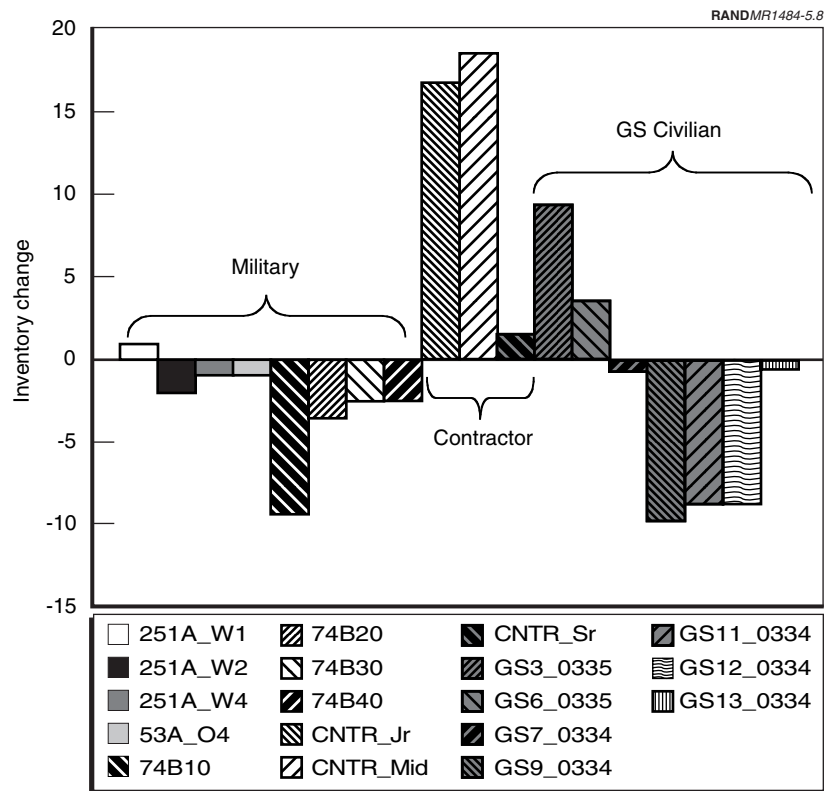 RANDMR1484-5.8
Inventory change
20
15
10
5
0
-5
-10
-15
Military
GS Civilian
Contractor
251A_W1
251A_W2
251A_W4
53A_O4
74B10
74B20
74B30
74B40
CNTR_Jr
CNTR_Mid
CNTR_Sr
GS3_0335
GS6_0335
GS7_0334
GS9_0334
GS11_0334
GS12_0334
GS13_0334